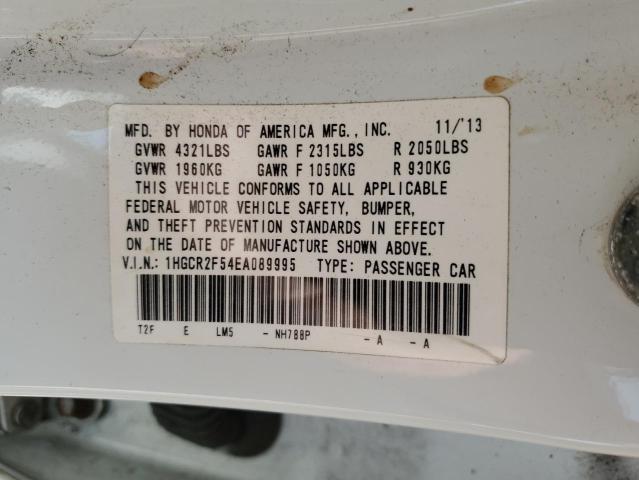 MFD. BY HONDA OF AMERICA MFG., INC. 11/'13
GVWR 4321LBS GAWR F 2315LBS R 2050LBS
GVWR 1960KG GAWR F 1050KG R 930KG
THIS VEHICLE CONFORMS TO ALL APPLICABLE
FEDERAL MOTOR VEHICLE SAFETY, BUMPER,
AND THEFT PREVENTION STANDARDS IN EFFECT
ON THE DATE OF MANUFACTURE SHOWN ABOVE.
V.I.N.: 1HGCR2F54EA089995 TYPE: PASSENGER CAR
T2F E LM5 - NH788P - A - A